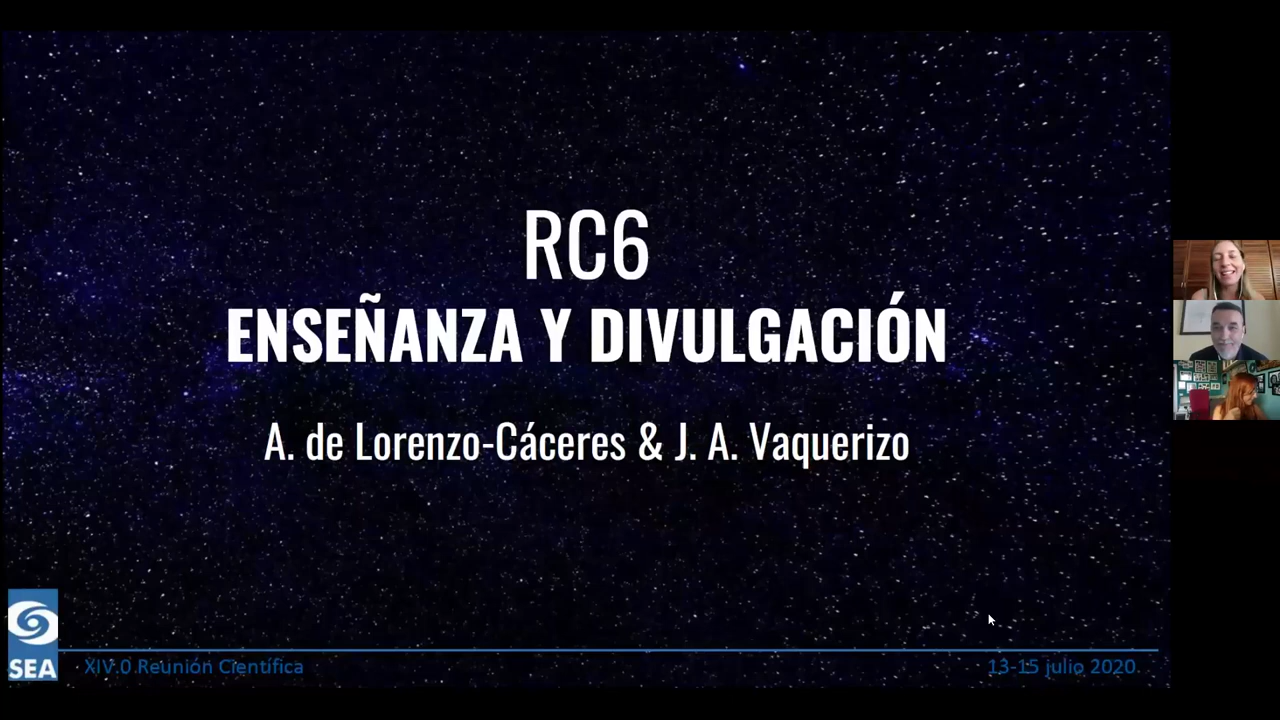 RC6
ENSEÑANZA Y DIVULGACIÓN
A. de Lorenzo-Cáceres & J. A. Vaquerizo
SEA
XIV.0 Reunión Científica
13-15 julio 2020